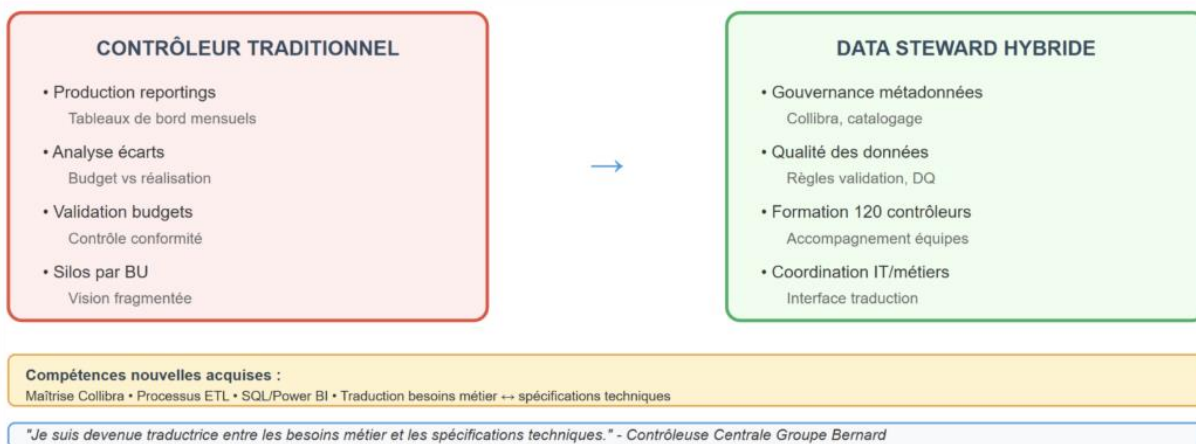 CONTRÔLEUR TRADITIONNEL
• Production reportings
Tableaux de bord mensuels
• Analyse écarts
Budget vs réalisation
• Validation budgets
Contrôle conformité
• Silos par BU
Vision fragmentée
→
DATA STEWARD HYBRIDE
• Gouvernance métadonnées
Collibra, catalogage
• Qualité des données
Règles validation, DQ
• Formation 120 contrôleurs
Accompagnement équipes
• Coordination IT/métiers
Interface traduction
Compétences nouvelles acquises :
Maîtrise Collibra • Processus ETL • SQL/Power BI • Traduction besoins métier ↔ spécifications techniques
"Je suis devenue traductrice entre les besoins métier et les spécifications techniques." - Contrôleuse Centrale Groupe Bernard